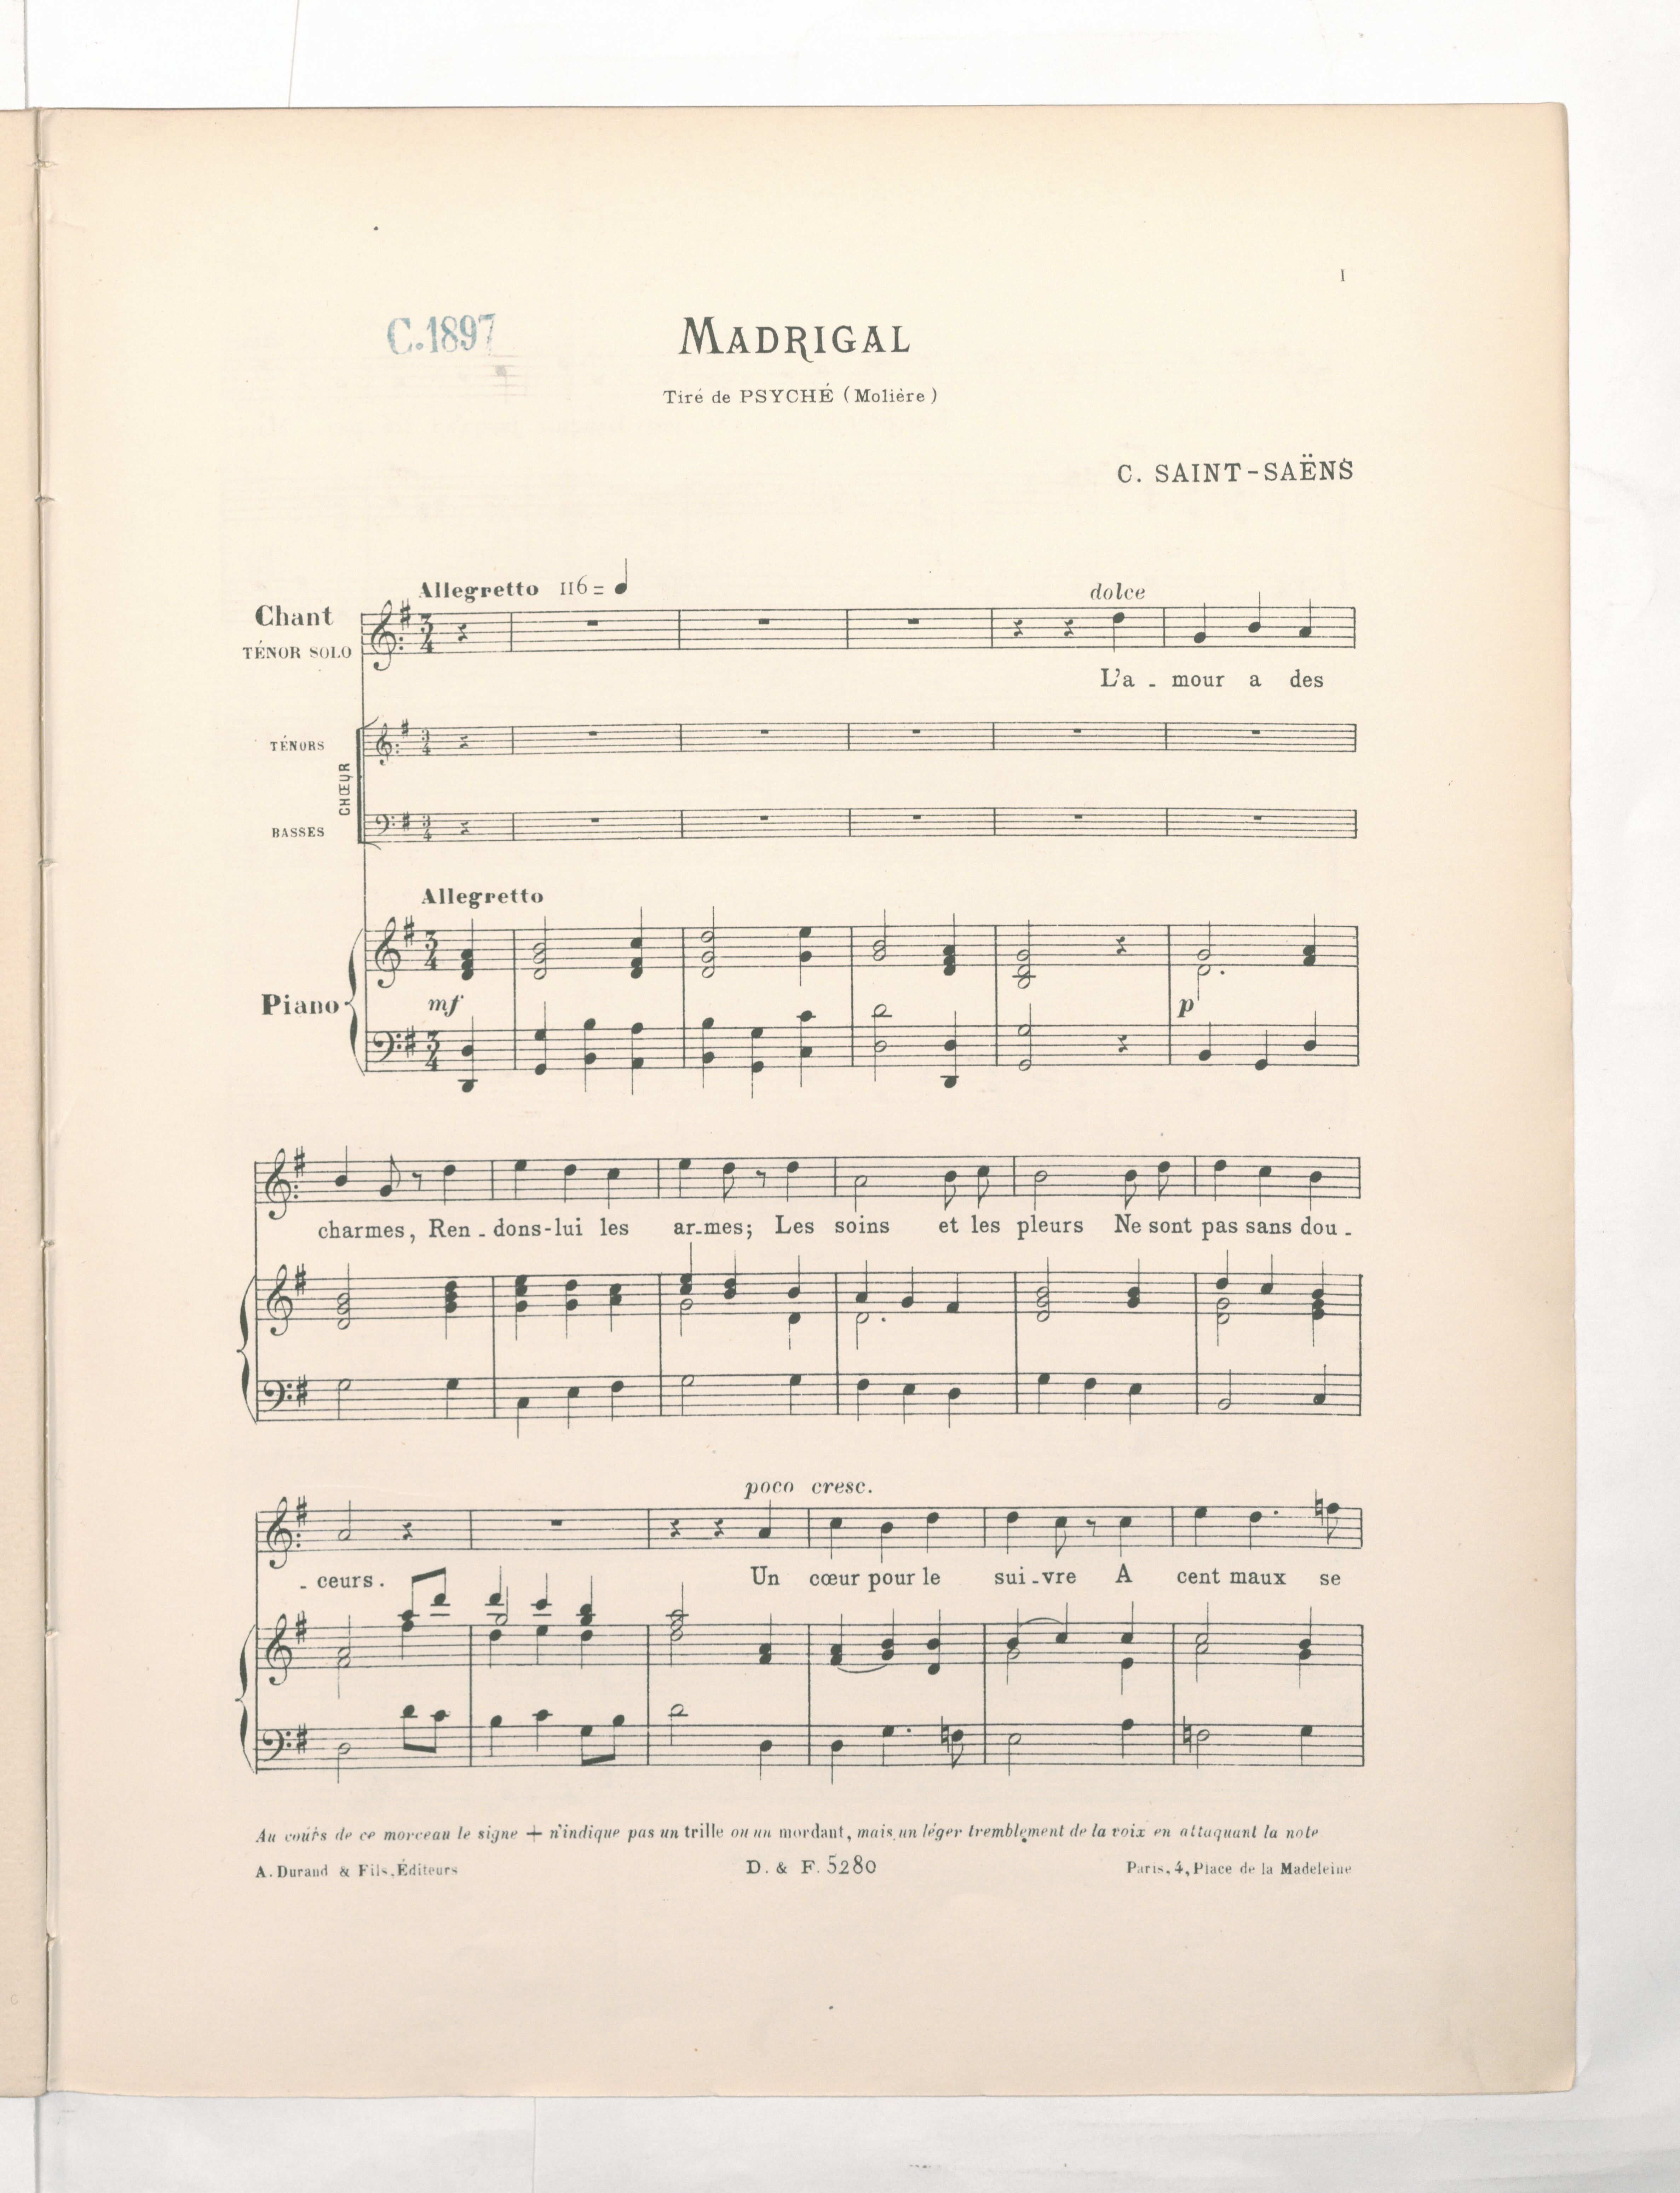 I
C.1897
MADRIGAL
Tiré de PSYCHÉ (Molière)
C. SAINT-SAËNS
Allegretto 116 =
dolce
Chant
TÉNOR SOLO
L'a - mour a des
TÉNORS
CHŒUR
BASSES
Allegretto
Piano
mf
p
charmes, Ren - dons-lui les ar-mes; Les soins et les pleurs Ne sont pas sans dou -
poco cresc.
- ceurs. Un cœur pour le sui-vre A cent maux se
Au cours de ce morceau le signe + n'indique pas un trille ou un mordant, mais un léger tremblement de la voix en attaquant la note
A. Durand & Fils, Éditeurs D. & F. 5280 Paris, 4, Place de la Madeleine